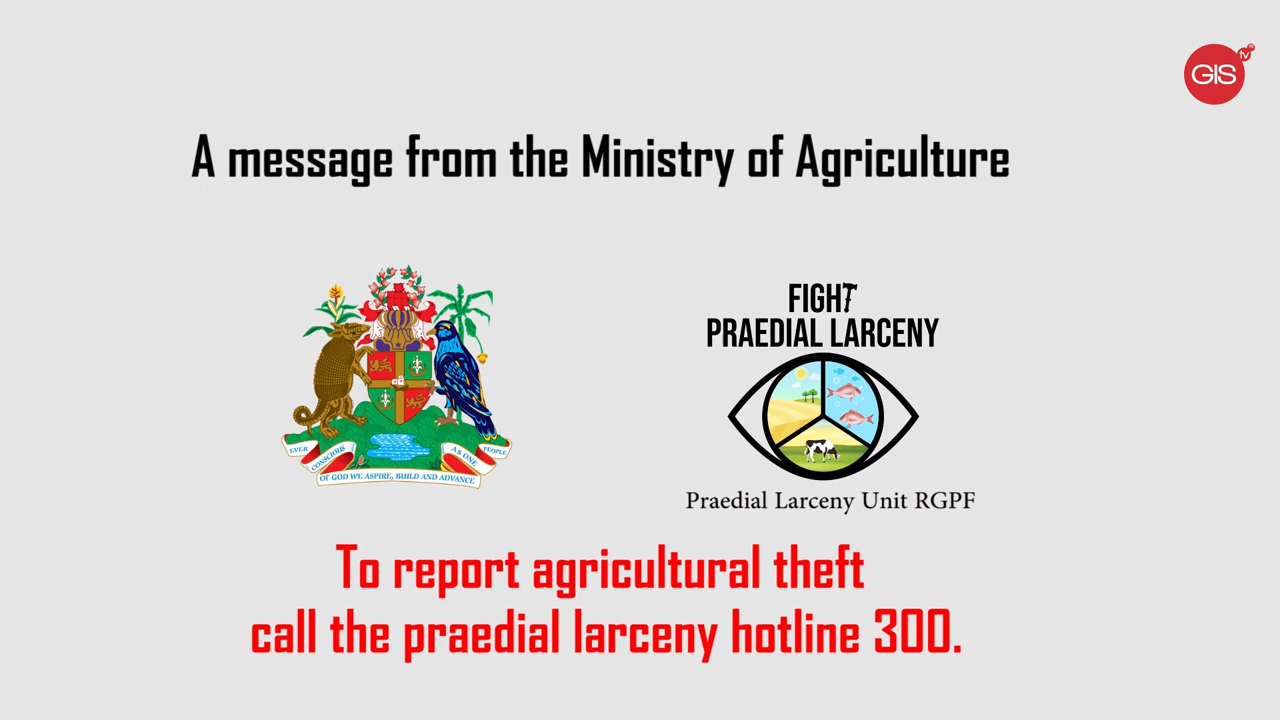 GIS
tv
A message from the Ministry of Agriculture
FIGHT
PRAEDIAL LARCENY
EVER
CONSCIOUS
OF GOD WE ASPIRE, BUILD AND ADVANCE
AS ONE
PEOPLE
Praedial Larceny Unit RGPF
To report agricultural theft
call the praedial larceny hotline 300.